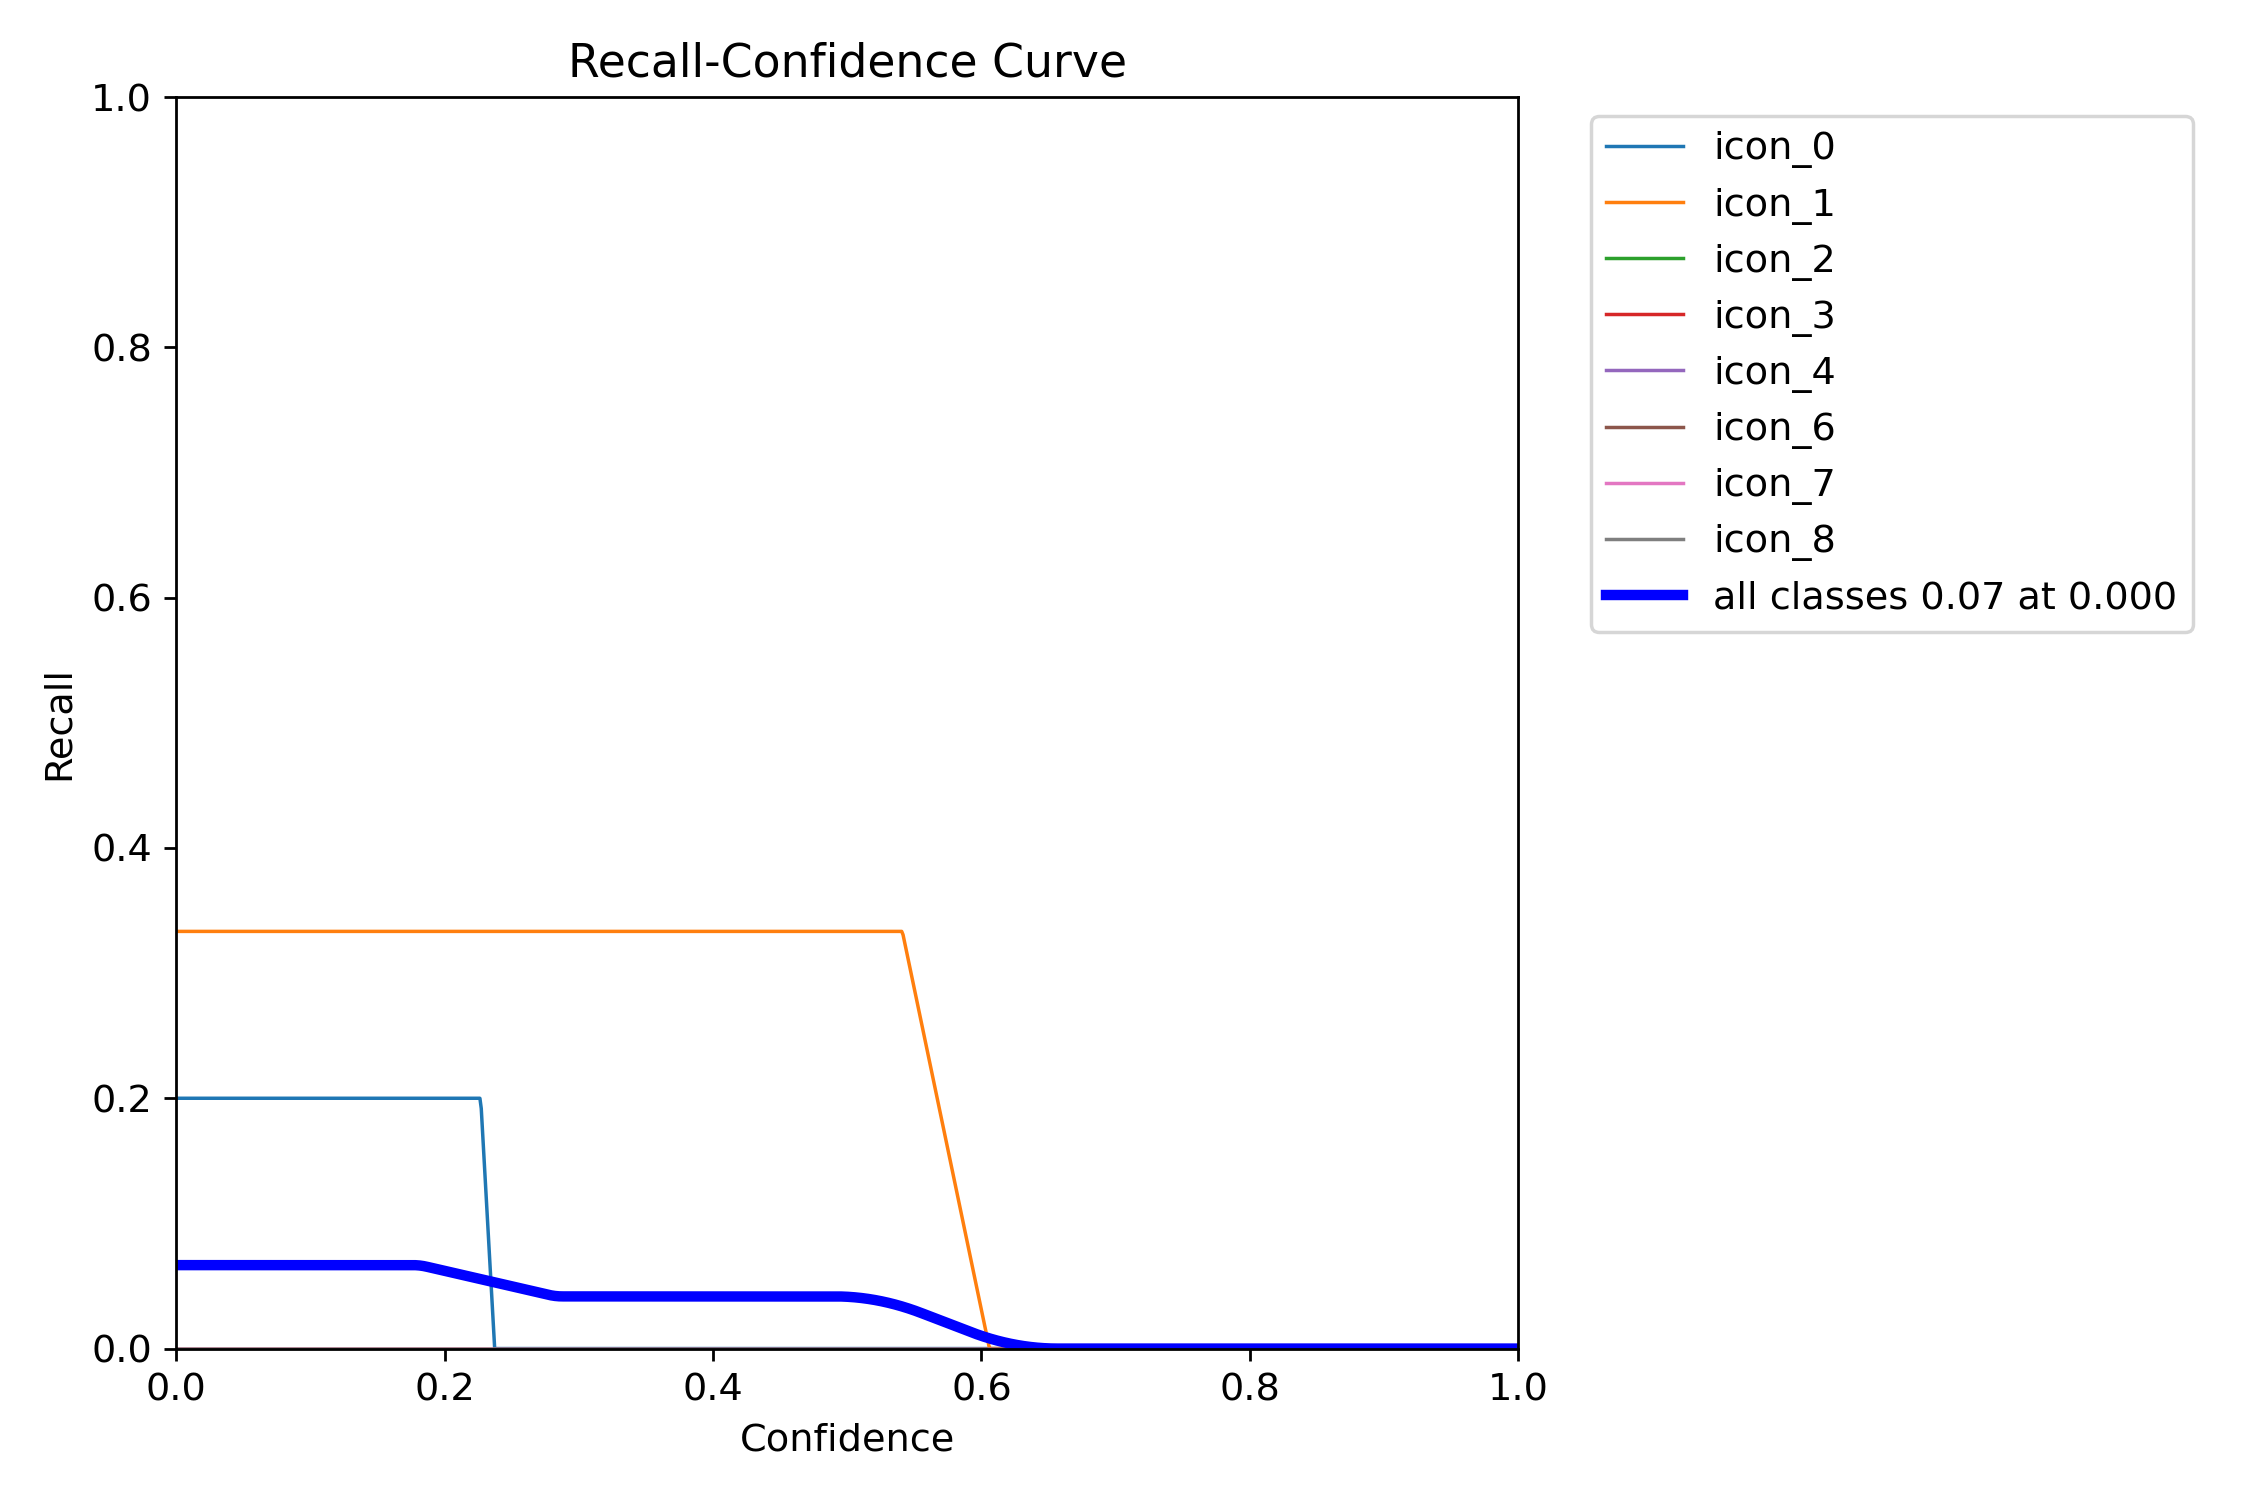 Recall-Confidence Curve
1.0
0.8
0.6
0.4
0.2
0.0
Recall
0.0 0.2 0.4 0.6 0.8 1.0
Confidence
icon_0
icon_1
icon_2
icon_3
icon_4
icon_6
icon_7
icon_8
all classes 0.07 at 0.000